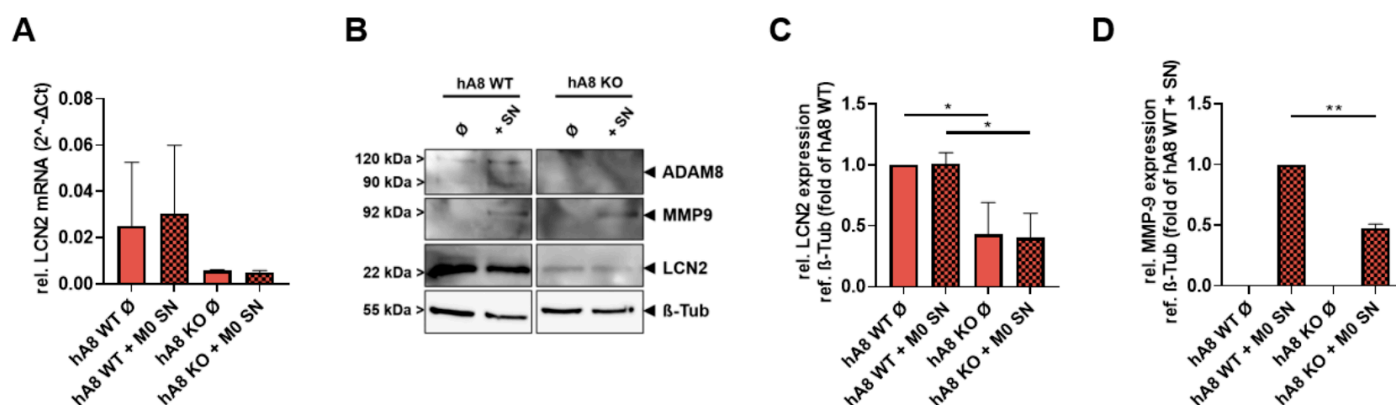 A
rel. LCN2 mRNA (2^-ΔCt)
0.08
0.06
0.04
0.02
0.00
hA8 WT Ø
hA8 WT + M0 SN
hA8 KO Ø
hA8 KO + M0 SN
B
hA8 WT
hA8 KO
Ø
+ SN
Ø
+ SN
120 kDa >
90 kDa >
ADAM8
92 kDa >
MMP9
22 kDa >
LCN2
55 kDa >
ß-Tub
C
rel. LCN2 expression
ref. ß-Tub (fold of hA8 WT)
1.5
1.0
0.5
0.0
*
*
hA8 WT Ø
hA8 WT + M0 SN
hA8 KO Ø
hA8 KO + M0 SN
D
rel. MMP-9 expression
ref. ß-Tub (fold of hA8 WT + SN)
1.5
1.0
0.5
0.0
**
hA8 WT Ø
hA8 WT + M0 SN
hA8 KO Ø
hA8 KO + M0 SN